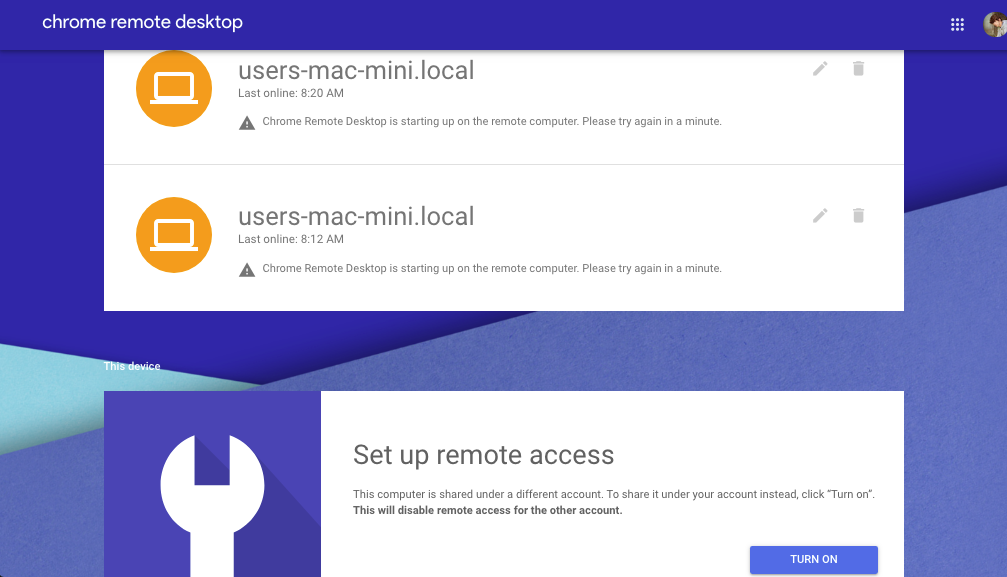 chrome remote desktop
users-mac-mini.local
Last online: 8:20 AM
Chrome Remote Desktop is starting up on the remote computer. Please try again in a minute.
users-mac-mini.local
Last online: 8:12 AM
Chrome Remote Desktop is starting up on the remote computer. Please try again in a minute.
This device
Set up remote access
This computer is shared under a different account. To share it under your account instead, click “Turn on”.
This will disable remote access for the other account.
TURN ON